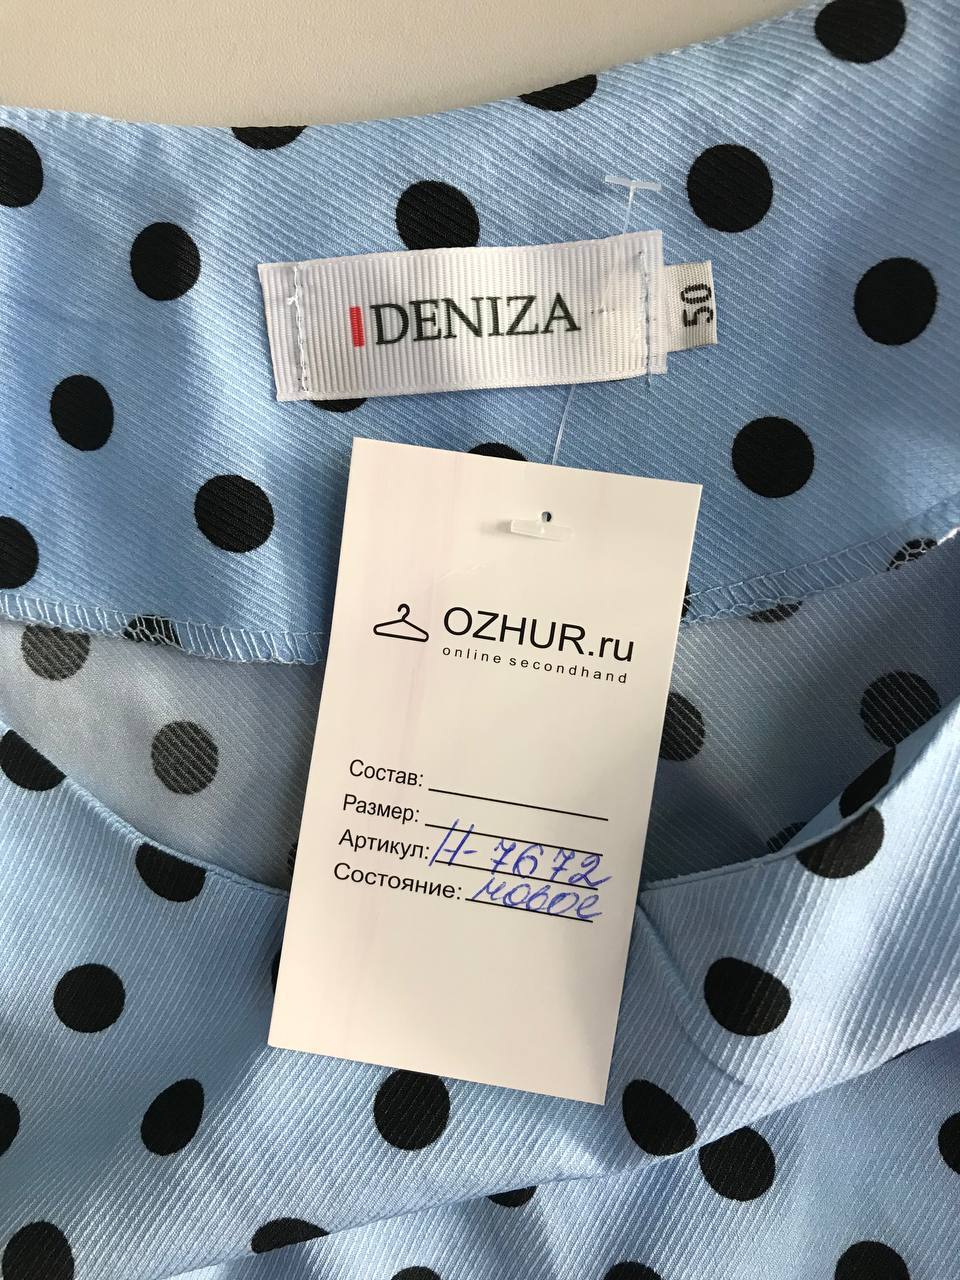 DENIZA
50
OZHUR.ru
online secondhand
Состав:
Размер:
Артикул: Н-7672
Состояние: новое